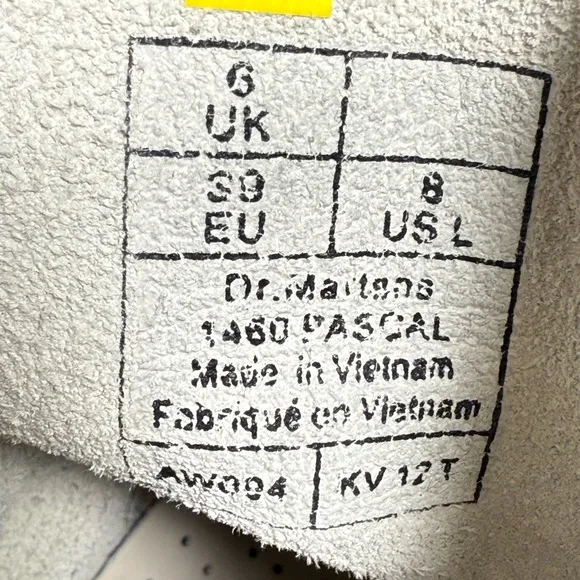 6
UK
39
EU
8
US L
Dr.Martens
1460 PASCAL
Made in Vietnam
Fabriqué en Vietnam
AW004
KV 12 T